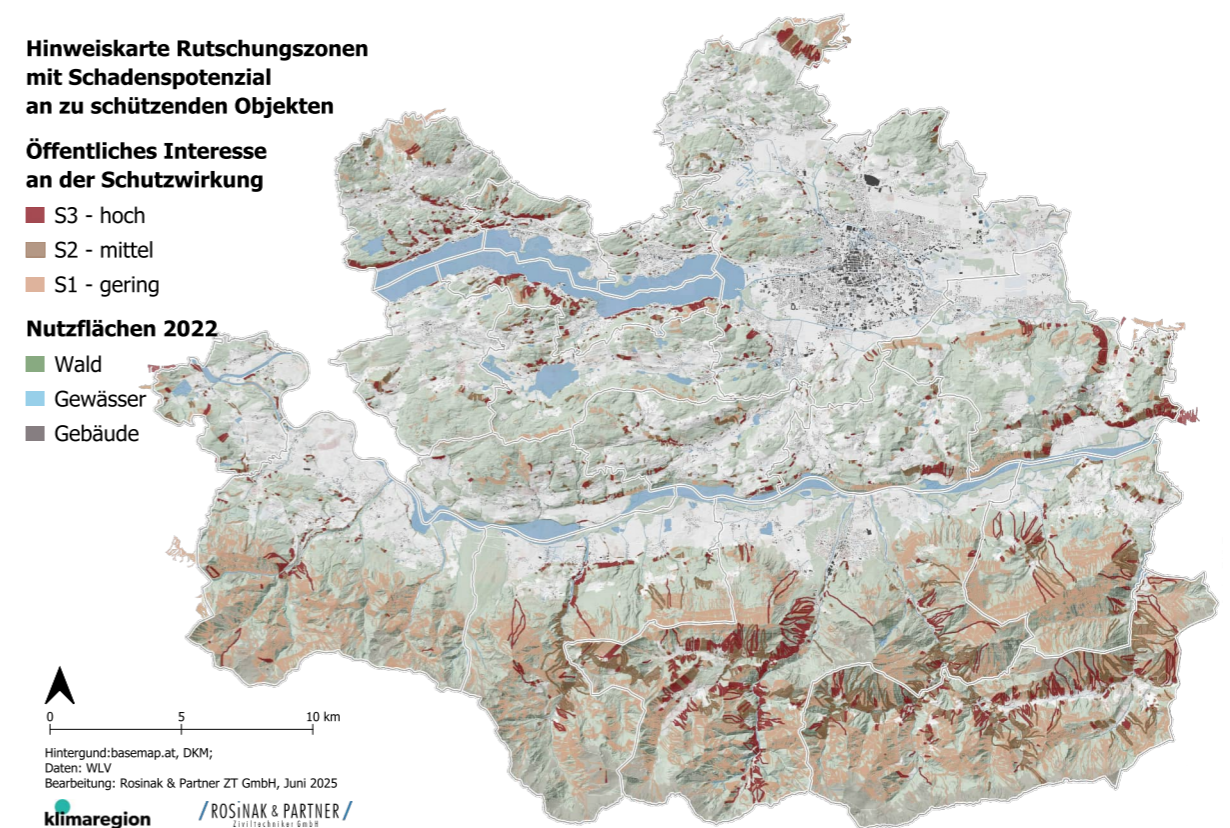 Hinweiskarte Rutschungszonen
mit Schadenspotenzial
an zu schützenden Objekten
Öffentliches Interesse
an der Schutzwirkung
S3 - hoch
S2 - mittel
S1 - gering
Nutzflächen 2022
Wald
Gewässer
Gebäude
0 5 10 km
Hintergund:basemap.at, DKM;
Daten: WLV
Bearbeitung: Rosinak & Partner ZT GmbH, Juni 2025
klimaregion
/ROSiNAK & PARTNER/
Ziviltechniker GmbH